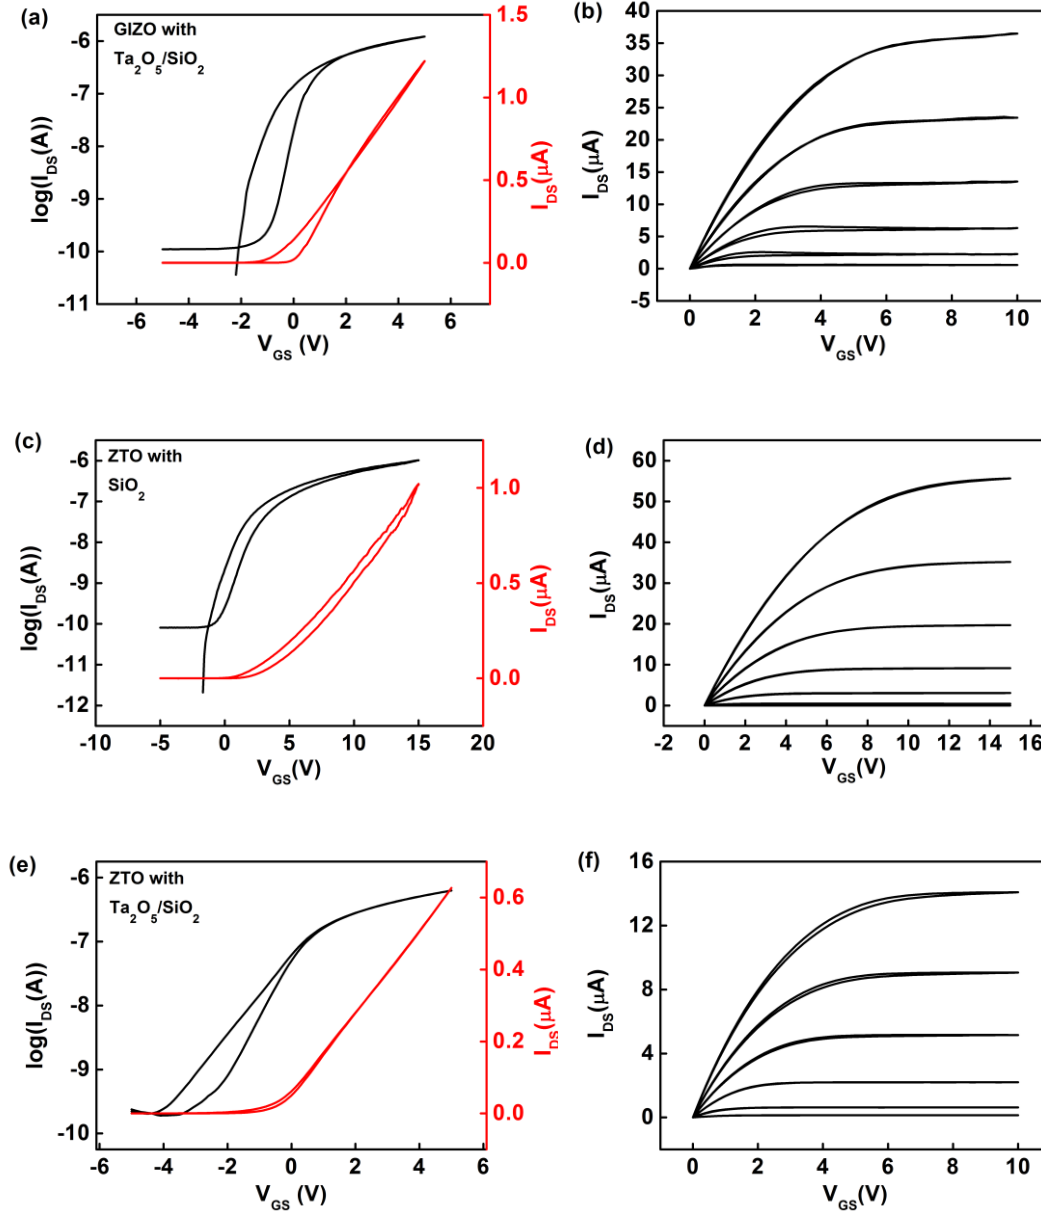 (a)
GIZO with
Ta2O5/SiO2
log(IDS(A))
-6
-7
-8
-9
-10
-11
-6 -4 -2 0 2 4 6
VGS (V)
1.5
1.0
0.5
0.0
IDS(μA)
(b)
IDS(μA)
40
35
30
25
20
15
10
5
0
-5
0 2 4 6 8 10
VGS(V)
(c)
ZTO with
SiO2
log(IDS(A))
-6
-7
-8
-9
-10
-11
-12
-10 -5 0 5 10 15 20
VGS(V)
1.0
0.5
0.0
IDS(μA)
(d)
IDS(μA)
60
50
40
30
20
10
0
-2 0 2 4 6 8 10 12 14 16
VGS(V)
(e)
ZTO with
Ta2O5/SiO2
log(IDS(A))
-6
-7
-8
-9
-10
-6 -4 -2 0 2 4 6
VGS(V)
0.6
0.4
0.2
0.0
IDS(μA)
(f)
IDS(μA)
16
12
8
4
0
0 2 4 6 8 10
VGS(V)